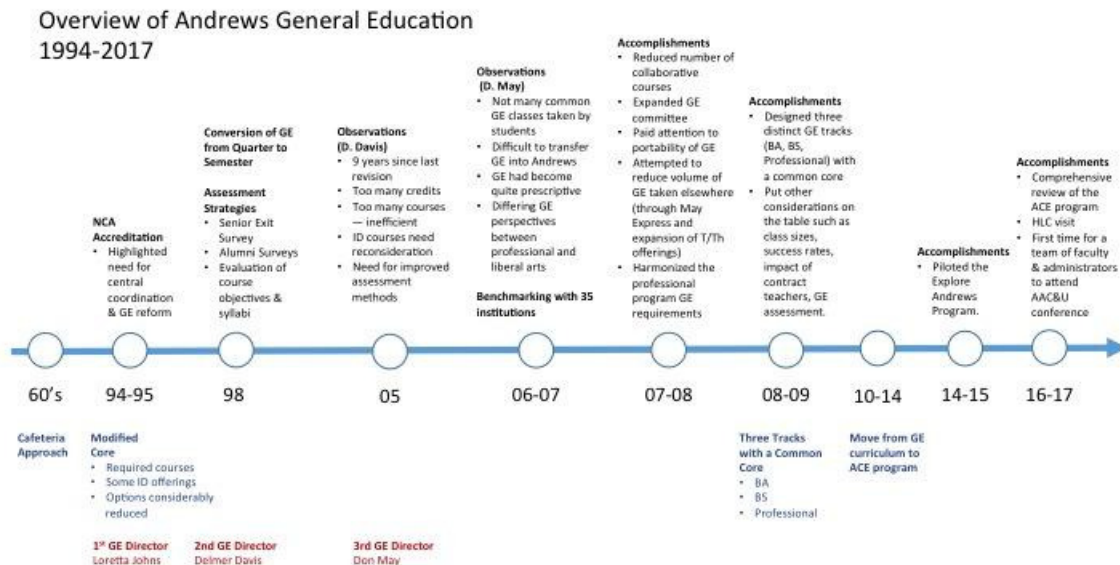 Overview of Andrews General Education
1994-2017
NCA
Accreditation
• Highlighted
need for
central
coordination
& GE reform
Conversion of GE
from Quarter to
Semester
Assessment
Strategies
• Senior Exit
Survey
• Alumni Surveys
• Evaluation of
course
objectives &
syllabi
Observations
(D. Davis)
• 9 years since last
revision
• Too many credits
• Too many courses
— inefficient
• ID courses need
reconsideration
• Need for improved
assessment
methods
Observations
(D. May)
• Not many common
GE classes taken by
students
• Difficult to transfer
GE into Andrews
• GE had become
quite prescriptive
• Differing GE
perspectives
between
professional and
liberal arts
Benchmarking with 35
institutions
Accomplishments
• Reduced number of
collaborative
courses
• Expanded GE
committee
• Paid attention to
portability of GE
• Attempted to
reduce volume of
GE taken elsewhere
(through May
Express and
expansion of T/Th
offerings)
• Harmonized the
professional
program GE
requirements
Accomplishments
• Designed three
distinct GE tracks
(BA, BS,
Professional) with
a common core
• Put other
considerations on
the table such as
class sizes,
success rates,
impact of
contract
teachers, GE
assessment.
Accomplishments
• Piloted the
Explore
Andrews
Program.
Accomplishments
• Comprehensive
review of the
ACE program
• HLC visit
• First time for a
team of faculty
& administrators
to attend
AAC&U
conference
60's
94-95
98
05
06-07
07-08
08-09
10-14
14-15
16-17
Cafeteria
Approach
Modified
Core
• Required courses
• Some ID offerings
• Options considerably
reduced
Three Tracks
with a Common
Core
• BA
• BS
• Professional
Move from GE
curriculum to
ACE program
1st GE Director
Loretta Johns
2nd GE Director
Delmer Davis
3rd GE Director
Don May